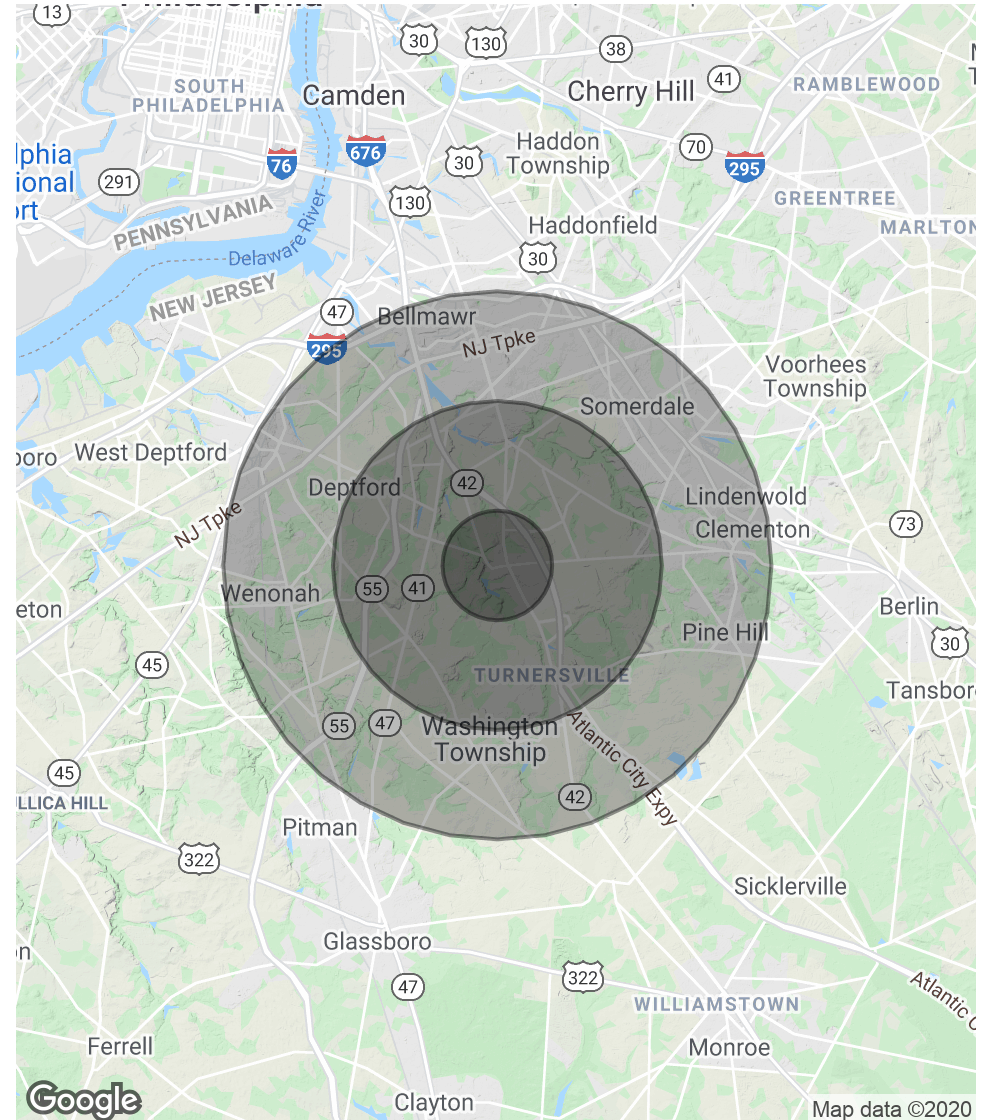 13
Philadelphia
30
130
38
41
SOUTH
PHILADELPHIA
Camden
Cherry Hill
RAMBLEWOOD
lphia
ional
ort
76
676
30
Haddon
Township
70
295
291
130
GREENTREE
PENNSYLVANIA
Delaware River
Haddonfield
30
MARLTON
NEW JERSEY
47
Bellmawr
295
NJ Tpke
Voorhees
Township
Somerdale
boro
West Deptford
Deptford
42
Lindenwold
NJ Tpke
Clementon
73
Wenonah
55
41
eton
Berlin
Pine Hill
30
45
TURNERSVILLE
Tansbor
55
47
Washington
Township
Atlantic City Expy
45
42
ULLICA HILL
Pitman
322
Sicklerville
Glassboro
322
47
WILLIAMSTOWN
Atlantic C
Ferrell
Monroe
Clayton
Google
Map data ©2020